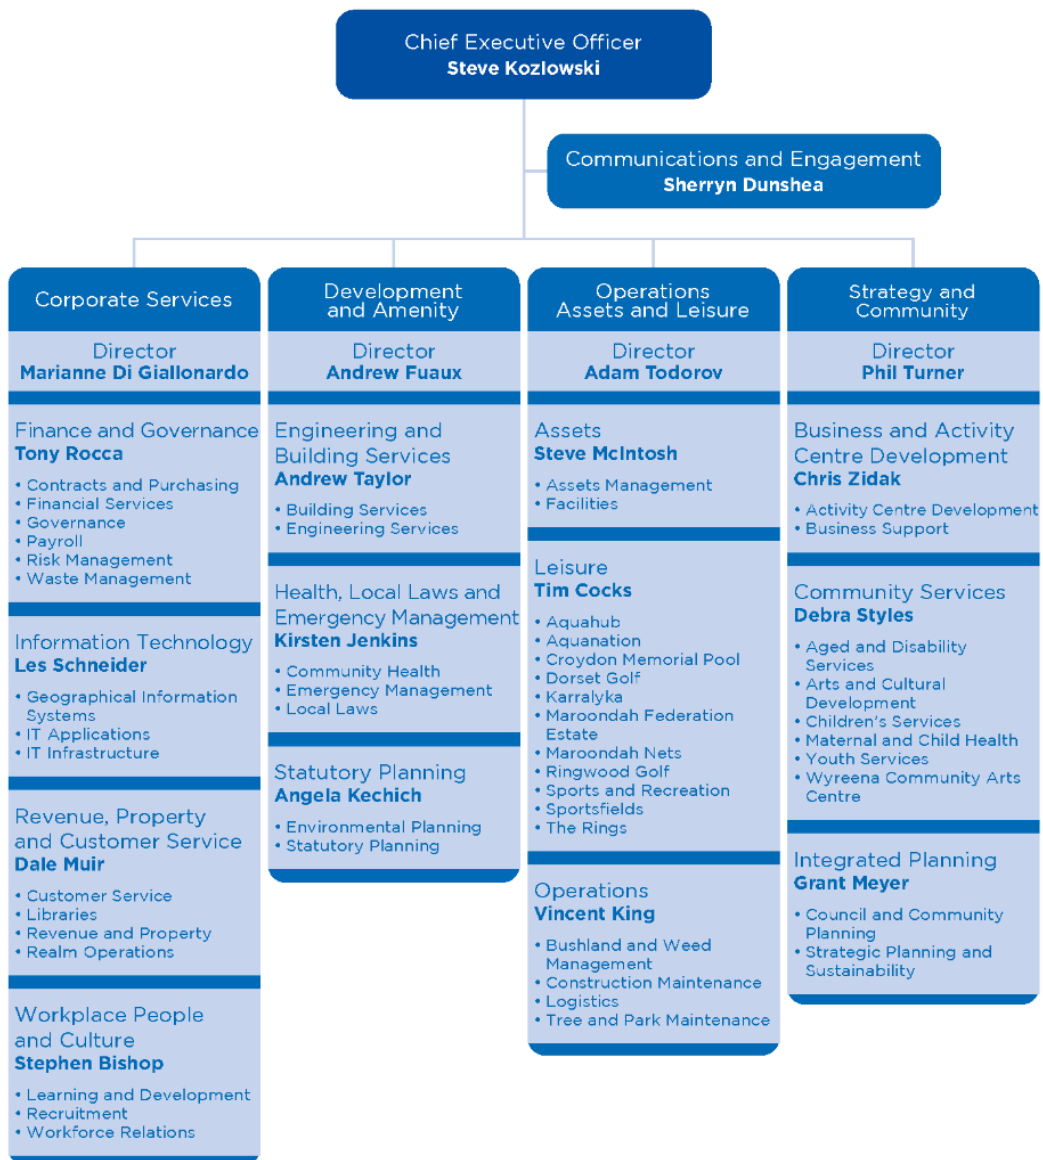 Chief Executive Officer
Steve Kozlowski
Communications and Engagement
Sherryn Dunshea
Corporate Services
Director
Marianne Di Giallonardo
Finance and Governance
Tony Rocca
• Contracts and Purchasing
• Financial Services
• Governance
• Payroll
• Risk Management
• Waste Management
Information Technology
Les Schneider
• Geographical Information
Systems
• IT Applications
• IT Infrastructure
Revenue, Property
and Customer Service
Dale Muir
• Customer Service
• Libraries
• Revenue and Property
• Realm Operations
Workplace People
and Culture
Stephen Bishop
• Learning and Development
• Recruitment
• Workforce Relations
Development
and Amenity
Director
Andrew Fuaux
Engineering and
Building Services
Andrew Taylor
• Building Services
• Engineering Services
Health, Local Laws and
Emergency Management
Kirsten Jenkins
• Community Health
• Emergency Management
• Local Laws
Statutory Planning
Angela Kechich
• Environmental Planning
• Statutory Planning
Operations
Assets and Leisure
Director
Adam Todorov
Assets
Steve McIntosh
• Assets Management
• Facilities
Leisure
Tim Cocks
• Aquahub
• Aquanation
• Croydon Memorial Pool
• Dorset Golf
• Karralyka
• Maroondah Federation
Estate
• Maroondah Nets
• Ringwood Golf
• Sports and Recreation
• Sportsfields
• The Rings
Operations
Vincent King
• Bushland and Weed
Management
• Construction Maintenance
• Logistics
• Tree and Park Maintenance
Strategy and
Community
Director
Phil Turner
Business and Activity
Centre Development
Chris Zidak
• Activity Centre Development
• Business Support
Community Services
Debra Styles
• Aged and Disability
Services
• Arts and Cultural
Development
• Children's Services
• Maternal and Child Health
• Youth Services
• Wyreena Community Arts
Centre
Integrated Planning
Grant Meyer
• Council and Community
Planning
• Strategic Planning and
Sustainability